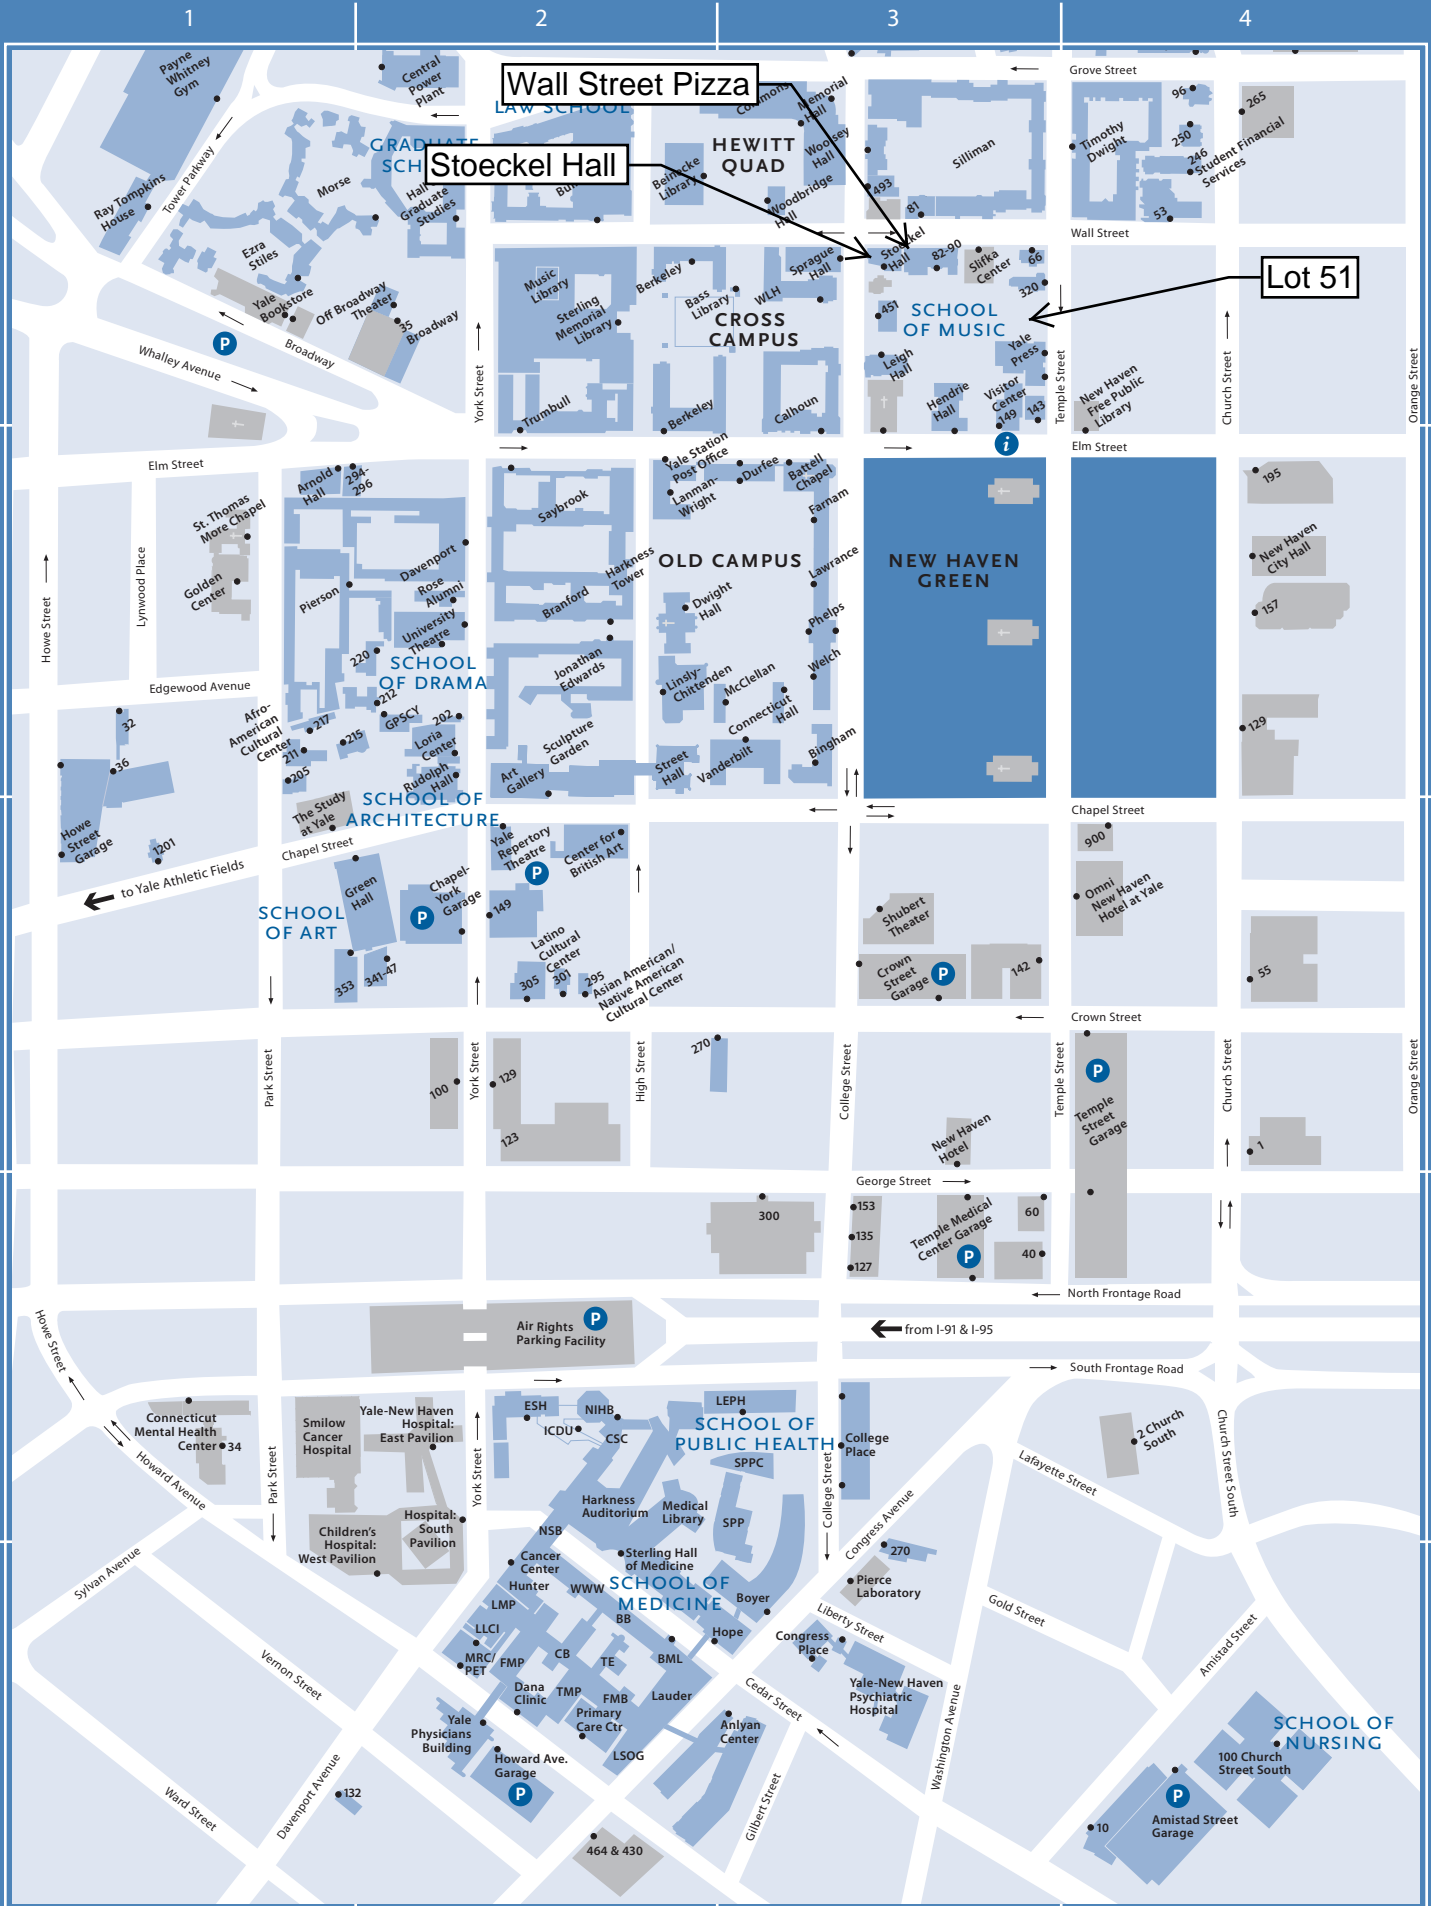 1
2
3
4
Payne
Whitney
Gym
Central
Power
Plant
LAW SCHOOL
Wall Street Pizza
Commons
Memorial
Hall
Grove Street
96
265
Tower Parkway
GRADUATE
Stoeckel Hall
HEWITT
QUAD
Woolsey
Hall
Silliman
Timothy
Dwight
250
246
Student Financial
Services
Morse
Hall
Graduate
Studies
Beinecke
Library
Woodbridge
Hall
493
81
53
Ray Tompkins
House
Ezra
Stiles
Wall Street
Music
Library
Berkeley
Sprague
Hall
Stoeckel
Hall
82-90
Slifka
Center
66
320
Lot 51
Yale
Bookstore
Off Broadway
Theater
35
Broadway
Sterling
Memorial
Library
Bass
Library
WLH
CROSS
CAMPUS
451
SCHOOL
OF MUSIC
P
Broadway
Whalley Avenue
York Street
Trumbull
Berkeley
Calhoun
Leigh
Hall
Hendrie
Hall
Yale
Press
Visitor
Center
149
143
i
Temple Street
New Haven
Free Public
Library
Church Street
Orange Street
Elm Street
Elm Street
Arnold
Hall
294-
296
Yale Station
Post Office
Durfee
Battell
Chapel
Lanman-
Wright
Farnam
195
St. Thomas
More Chapel
Golden
Center
Saybrook
Davenport
Rose
Alumni
Pierson
University
Theatre
Harkness
Tower
Branford
OLD CAMPUS
Lawrance
NEW HAVEN
GREEN
New Haven
City Hall
157
Howe Street
Lynwood Place
Dwight
Hall
Phelps
220
SCHOOL
OF DRAMA
Jonathan
Edwards
Linsly-
Chittenden
McClellan
Welch
Edgewood Avenue
212
GPSCY
202
Afro-
American
Cultural
Center
217
215
211
205
Loria
Center
Rudolph
Hall
Sculpture
Garden
Art
Gallery
Street
Hall
Vanderbilt
Connecticut
Hall
Bingham
129
32
36
Howe
Street
Garage
1201
The Study
at Yale
SCHOOL OF
ARCHITECTURE
Chapel Street
Chapel Street
to Yale Athletic Fields
Yale
Repertory
Theatre
P
Center for
British Art
900
Green
Hall
SCHOOL
OF ART
Chapel-
York
Garage
P
149
Omni
New Haven
Hotel at Yale
Shubert
Theater
353
341-47
Latino
Cultural
Center
305
301
295
Asian American/
Native American
Cultural Center
Crown
Street
Garage
P
142
55
Crown Street
Park Street
100
York Street
129
123
High Street
270
College Street
Temple Street
P
Temple
Street
Garage
Church Street
Orange Street
New Haven
Hotel
1
George Street
300
153
135
127
Temple Medical
Center Garage
P
60
40
North Frontage Road
Air Rights
Parking Facility
P
from I-91 & I-95
South Frontage Road
Howe Street
Connecticut
Mental Health
Center
34
Smilow
Cancer
Hospital
Yale-New Haven
Hospital:
East Pavilion
ESH
NIHB
ICDU
CSC
LEPH
SCHOOL OF
PUBLIC HEALTH
SPPC
College
Place
2 Church
South
Church Street South
Lafayette Street
Howard Avenue
Park Street
York Street
Harkness
Auditorium
Medical
Library
SPP
College Street
Congress Avenue
Hospital:
South
Pavilion
Children's
Hospital:
West Pavilion
NSB
Sterling Hall
of Medicine
Cancer
Center
Hunter
WWW
SCHOOL OF
MEDICINE
Boyer
270
Pierce
Laboratory
Sylvan Avenue
LMP
LLCI
BB
Hope
Liberty Street
Gold Street
Congress
Place
Amistad Street
MRC/
PET
FMP
CB
TE
BML
Vernon Street
Dana
Clinic
TMP
FMB
Lauder
Primary
Care Ctr
Cedar Street
Yale-New Haven
Psychiatric
Hospital
Washington Avenue
Yale
Physicians
Building
Anlyan
Center
LSOG
Howard Ave.
Garage
P
SCHOOL OF
NURSING
100 Church
Street South
P
Amistad Street
Garage
10
Ward Street
Davenport Avenue
132
Gilbert Street
464 & 430